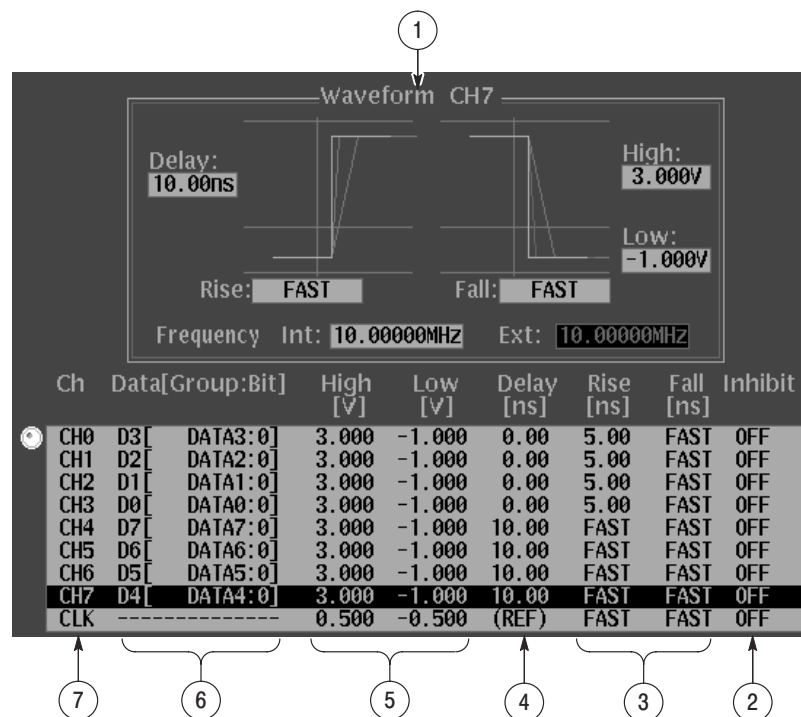 1
Waveform CH7
Delay:
10.00ns
High:
3.000V
Low:
-1.000V
Rise: FAST Fall: FAST
Frequency Int: 10.00000MHz Ext: 10.00000MHz
Ch Data[Group:Bit] High [V] Low [V] Delay [ns] Rise [ns] Fall [ns] Inhibit
CH0 D3[ DATA3:0] 3.000 -1.000 0.00 5.00 FAST OFF
CH1 D2[ DATA2:0] 3.000 -1.000 0.00 5.00 FAST OFF
CH2 D1[ DATA1:0] 3.000 -1.000 0.00 5.00 FAST OFF
CH3 D0[ DATA0:0] 3.000 -1.000 0.00 5.00 FAST OFF
CH4 D7[ DATA7:0] 3.000 -1.000 10.00 FAST FAST OFF
CH5 D6[ DATA6:0] 3.000 -1.000 10.00 FAST FAST OFF
CH6 D5[ DATA5:0] 3.000 -1.000 10.00 FAST FAST OFF
CH7 D4[ DATA4:0] 3.000 -1.000 10.00 FAST FAST OFF
CLK -------------- 0.500 -0.500 (REF) FAST FAST OFF
7 6 5 4 3 2